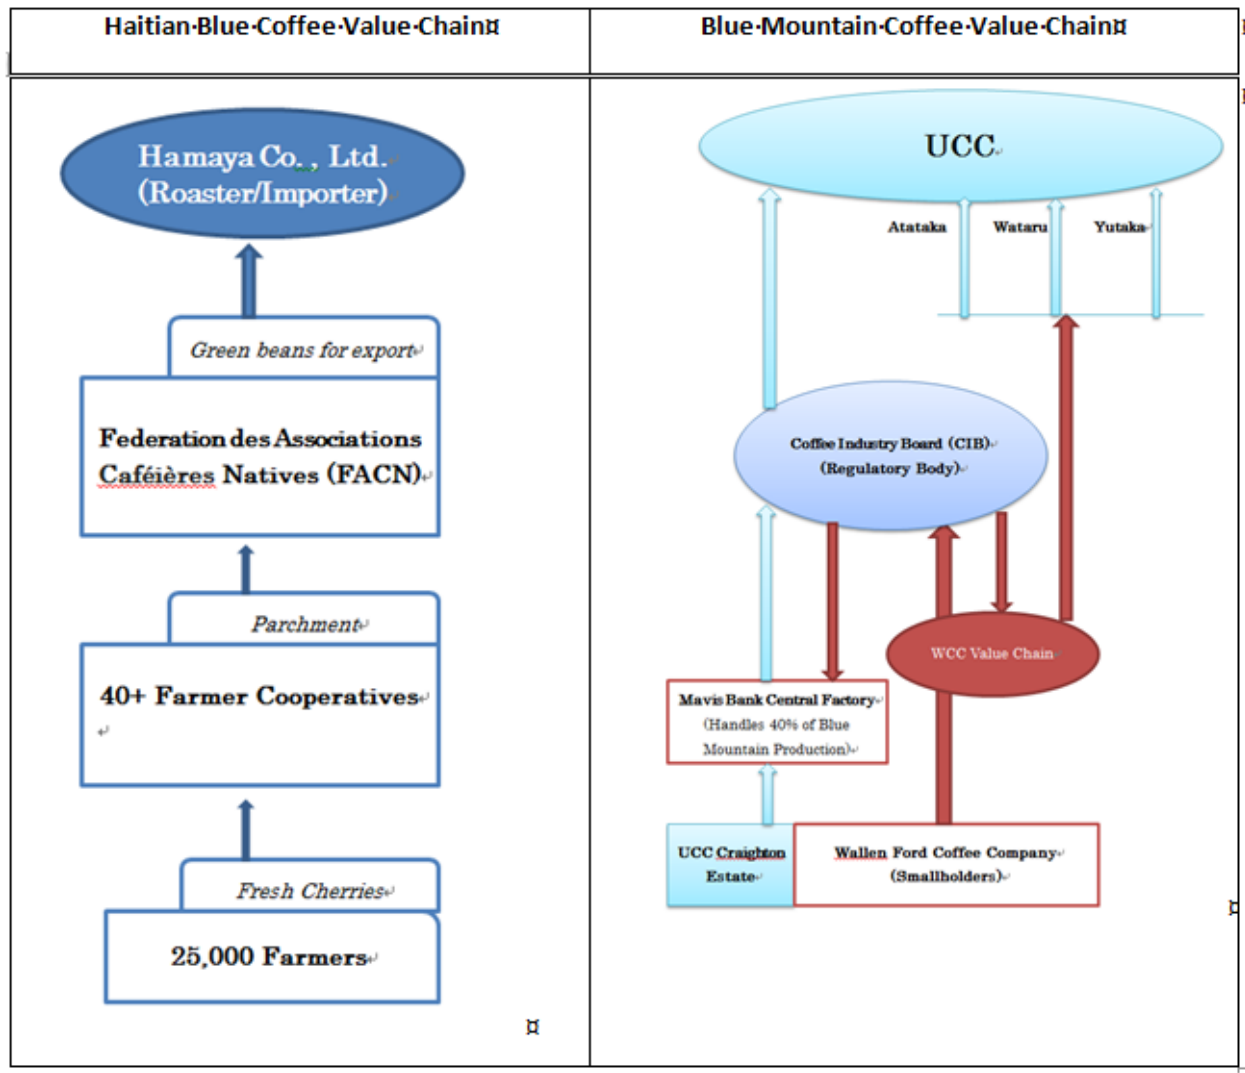 Haitian·Blue·Coffee·Value·Chain¤
Blue·Mountain·Coffee·Value·Chain¤
Hamaya Co. , Ltd.
(Roaster/Importer)
Green beans for export
Federation des Associations
Caféières Natives (FACN)
Parchment
40+ Farmer Cooperatives
Fresh Cherries
25,000 Farmers
¤
UCC
Atataka
Wataru
Yutaka
Coffee Industry Board (CIB)
(Regulatory Body)
WCC Value Chain
Mavis Bank Central Factory
(Handles 40% of Blue
Mountain Production)
UCC Craighton
Estate
Wallen Ford Coffee Company
(Smallholders)
¤